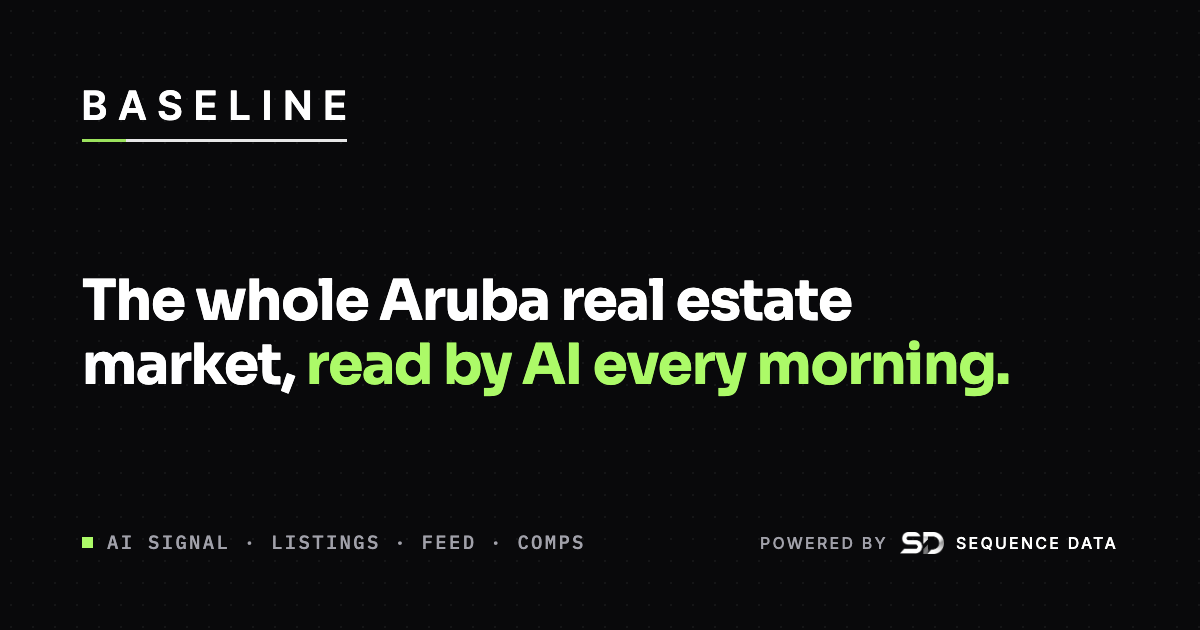 BASELINE
The whole Aruba real estate
market, read by AI every morning.
AI SIGNAL · LISTINGS · FEED · COMPS
POWERED BY SD SEQUENCE DATA